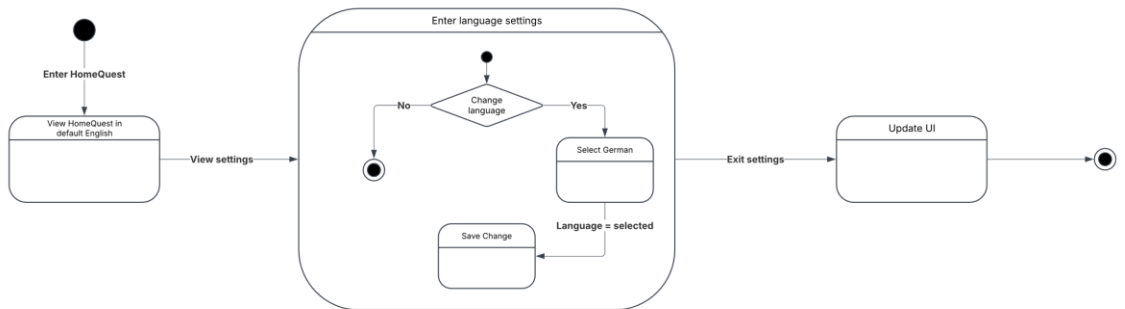 Enter language settings
Enter HomeQuest
Change
language
No
Yes
View HomeQuest in
default English
Update UI
Select German
View settings
Exit settings
Language = selected
Save Change